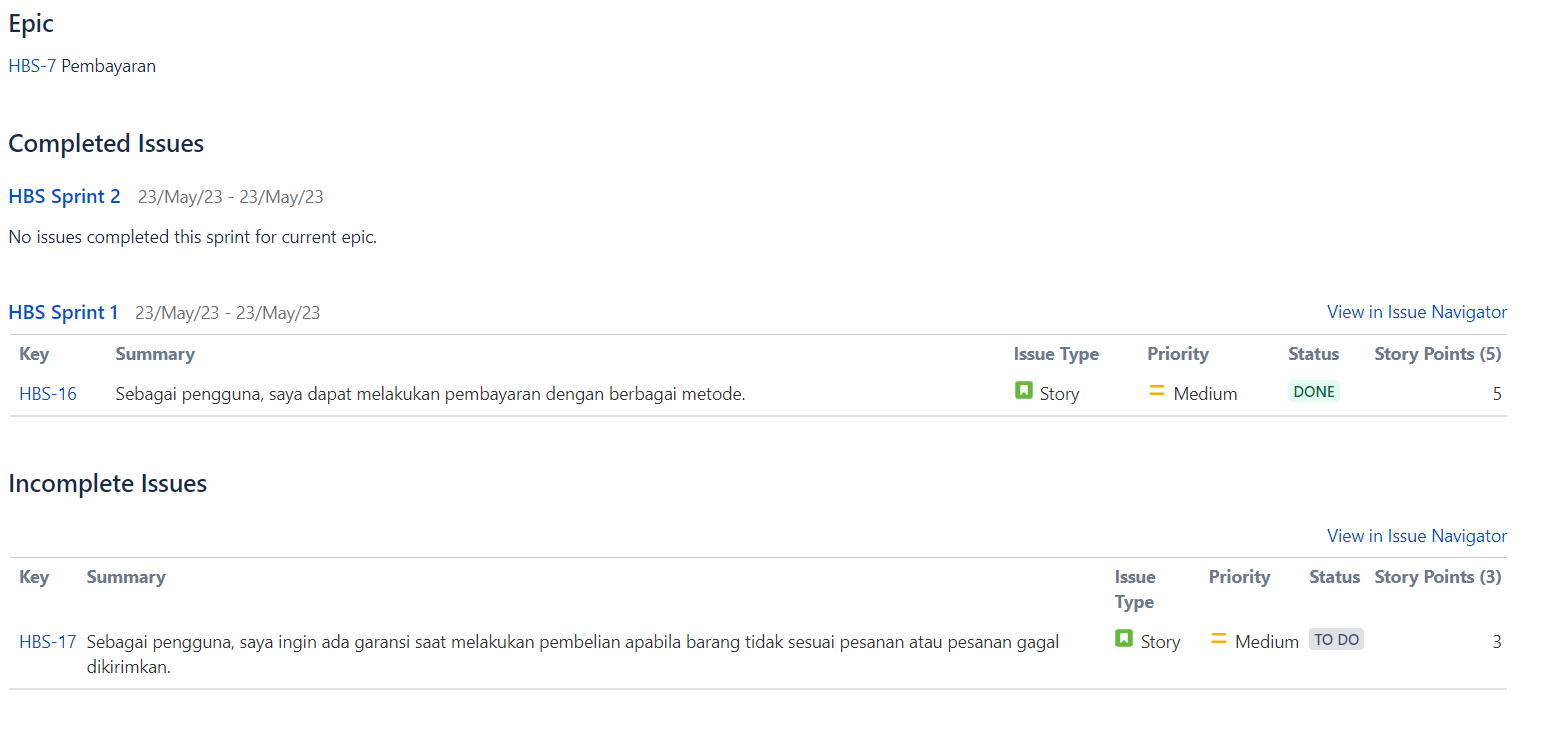 Epic
HBS-7 Pembayaran
Completed Issues
HBS Sprint 2 23/May/23 - 23/May/23
No issues completed this sprint for current epic.
HBS Sprint 1 23/May/23 - 23/May/23 View in Issue Navigator
Key Summary Issue Type Priority Status Story Points (5)
HBS-16 Sebagai pengguna, saya dapat melakukan pembayaran dengan berbagai metode. Story Medium DONE 5
Incomplete Issues
View in Issue Navigator
Key Summary Issue Priority Status Story Points (3)
Type
HBS-17 Sebagai pengguna, saya ingin ada garansi saat melakukan pembelian apabila barang tidak sesuai pesanan atau pesanan gagal Story Medium TO DO 3
dikirimkan.